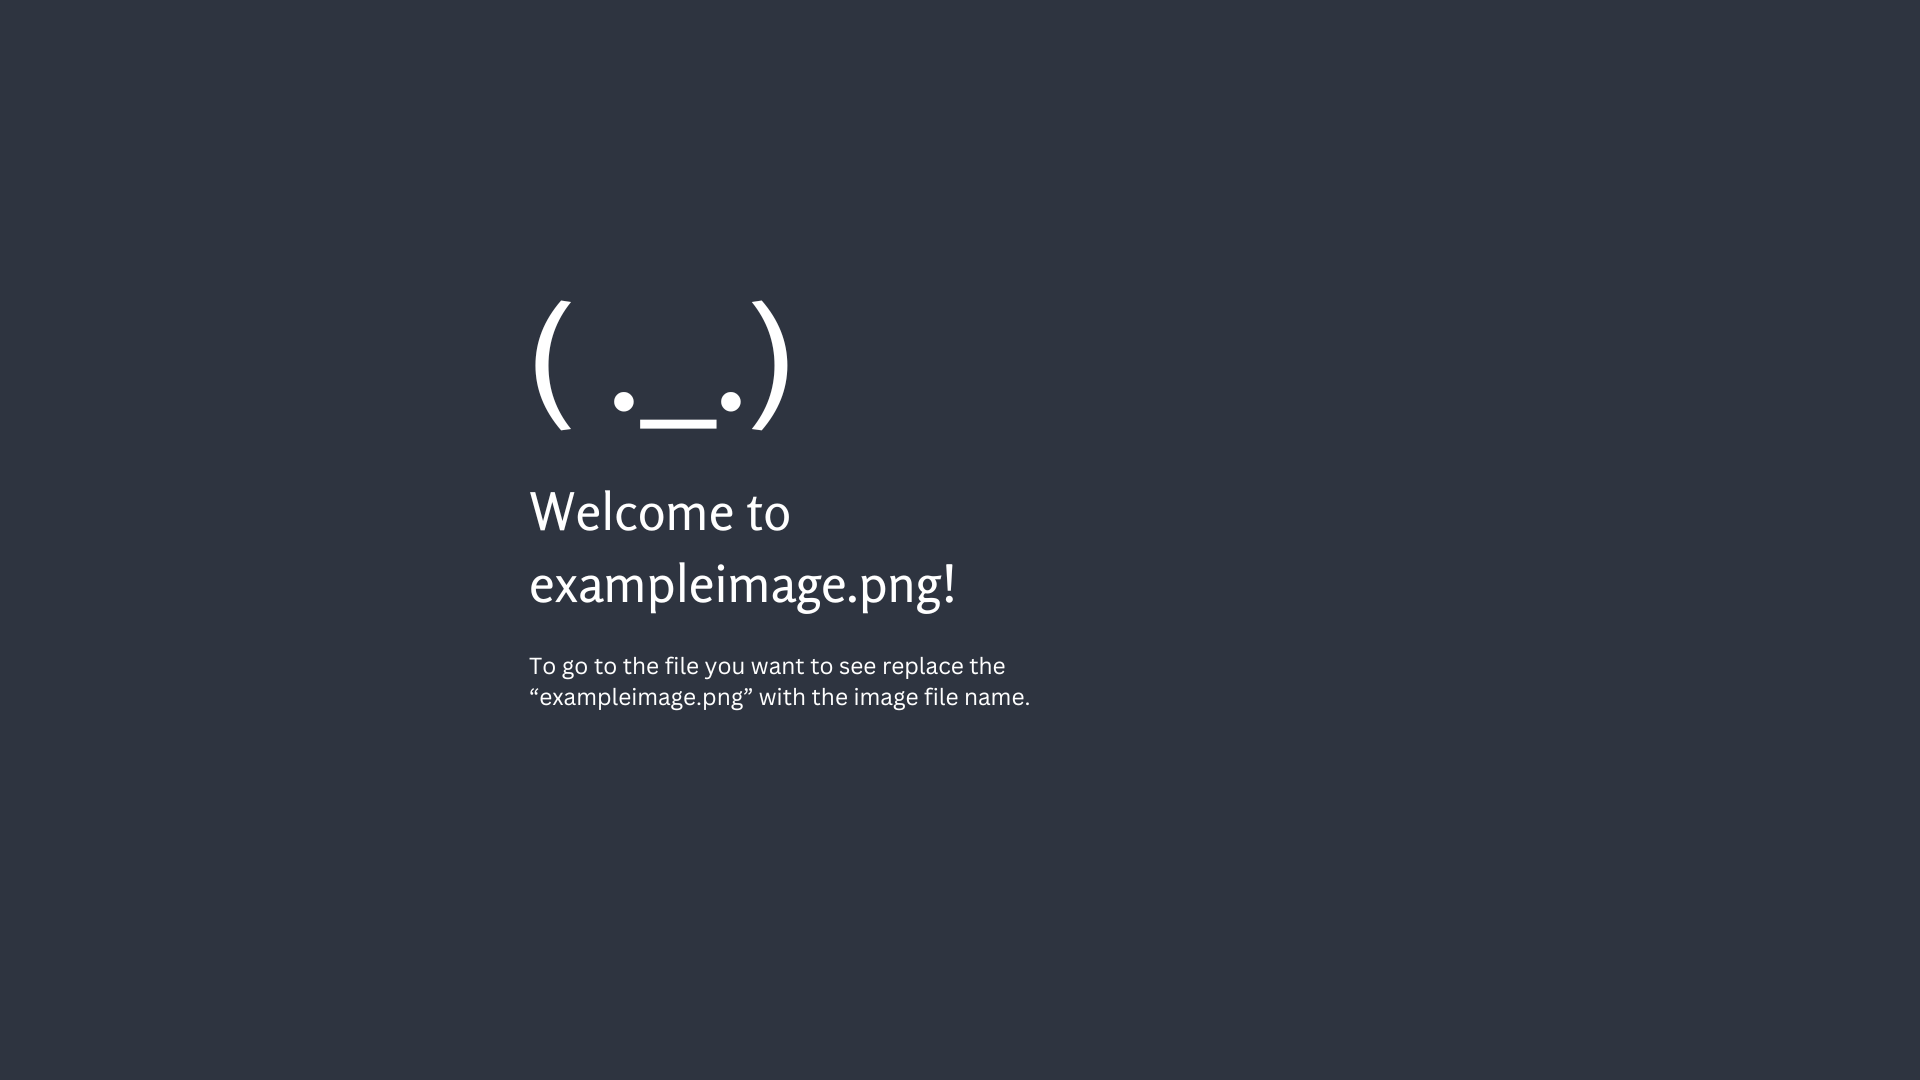 ( ._.)
Welcome to
exampleimage.png!
To go to the file you want to see replace the
“exampleimage.png” with the image file name.